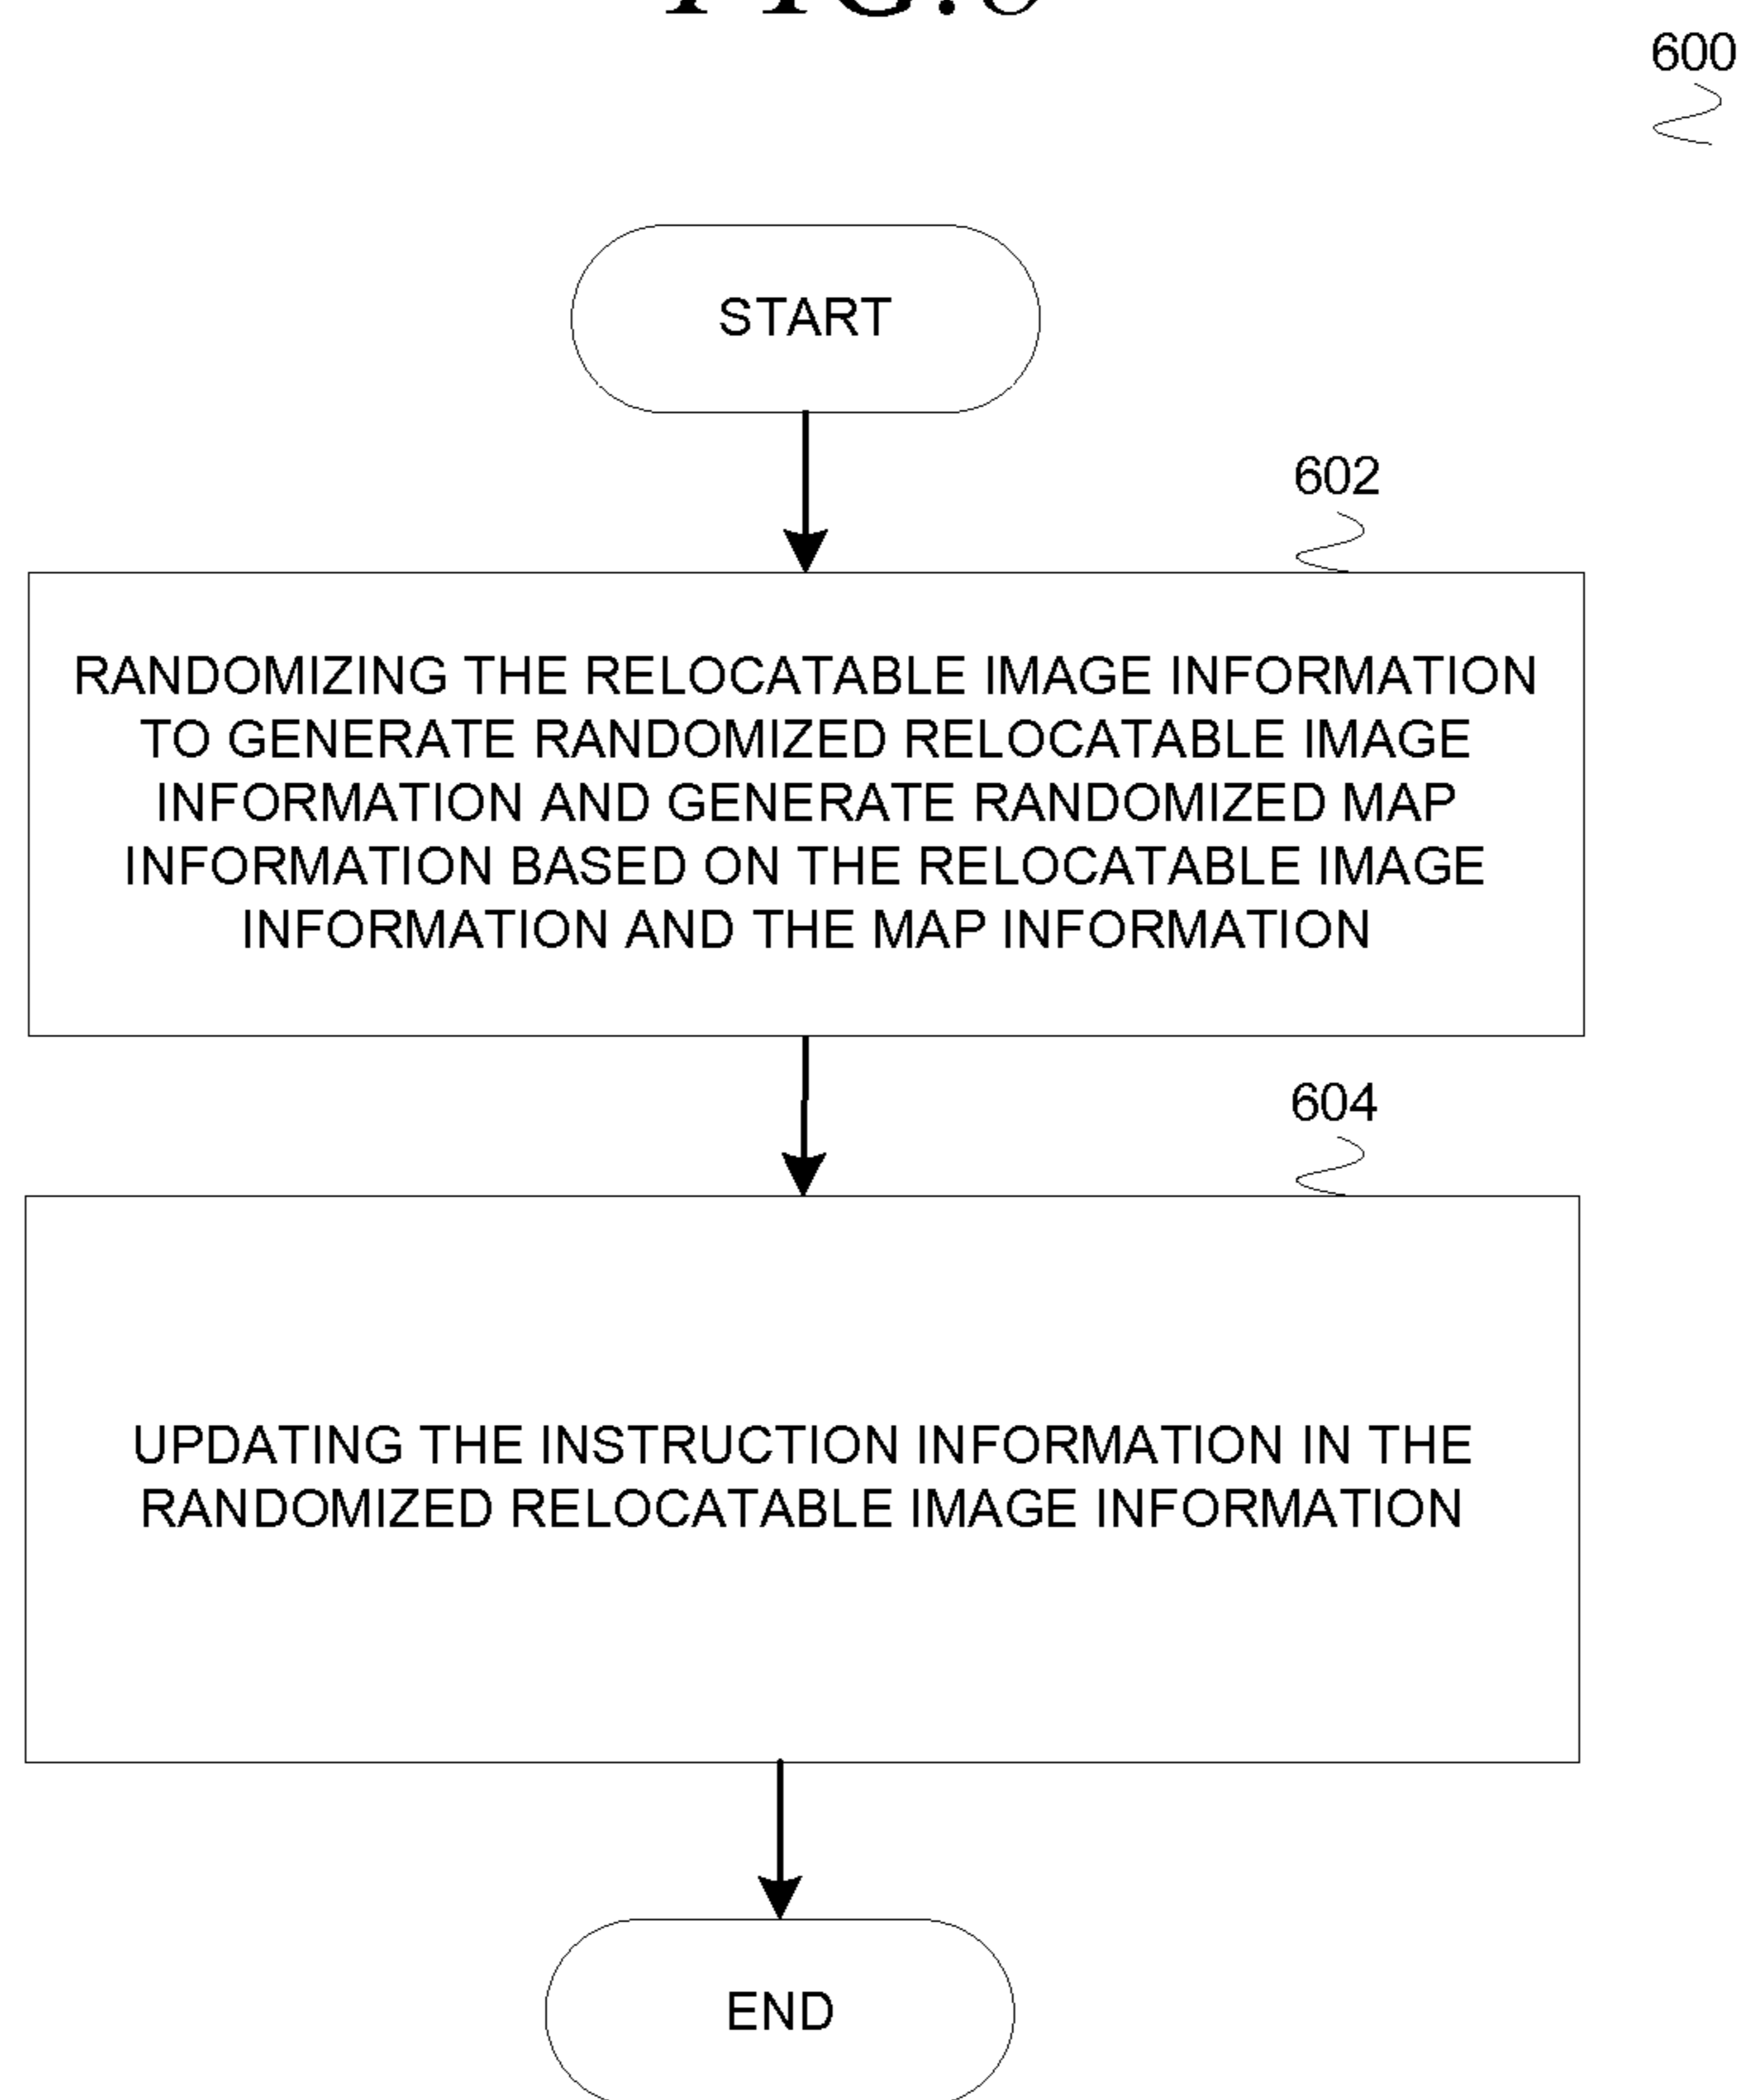 600
START
602
RANDOMIZING THE RELOCATABLE IMAGE INFORMATION
TO GENERATE RANDOMIZED RELOCATABLE IMAGE
INFORMATION AND GENERATE RANDOMIZED MAP
INFORMATION BASED ON THE RELOCATABLE IMAGE
INFORMATION AND THE MAP INFORMATION
604
UPDATING THE INSTRUCTION INFORMATION IN THE
RANDOMIZED RELOCATABLE IMAGE INFORMATION
END